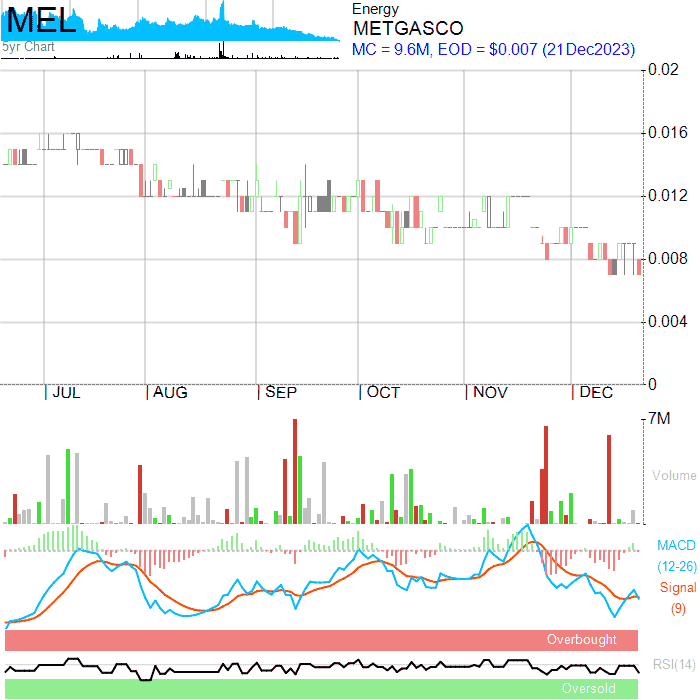 MEL
5yr Chart
Energy
METGASCO
MC = 9.6M, EOD = $0.007 (21Dec2023)
0.02
0.016
0.012
0.008
0.004
0
JUL AUG SEP OCT NOV DEC
7M
Volume
MACD
(12-26)
Signal
(9)
Overbought
RSI(14)
Oversold